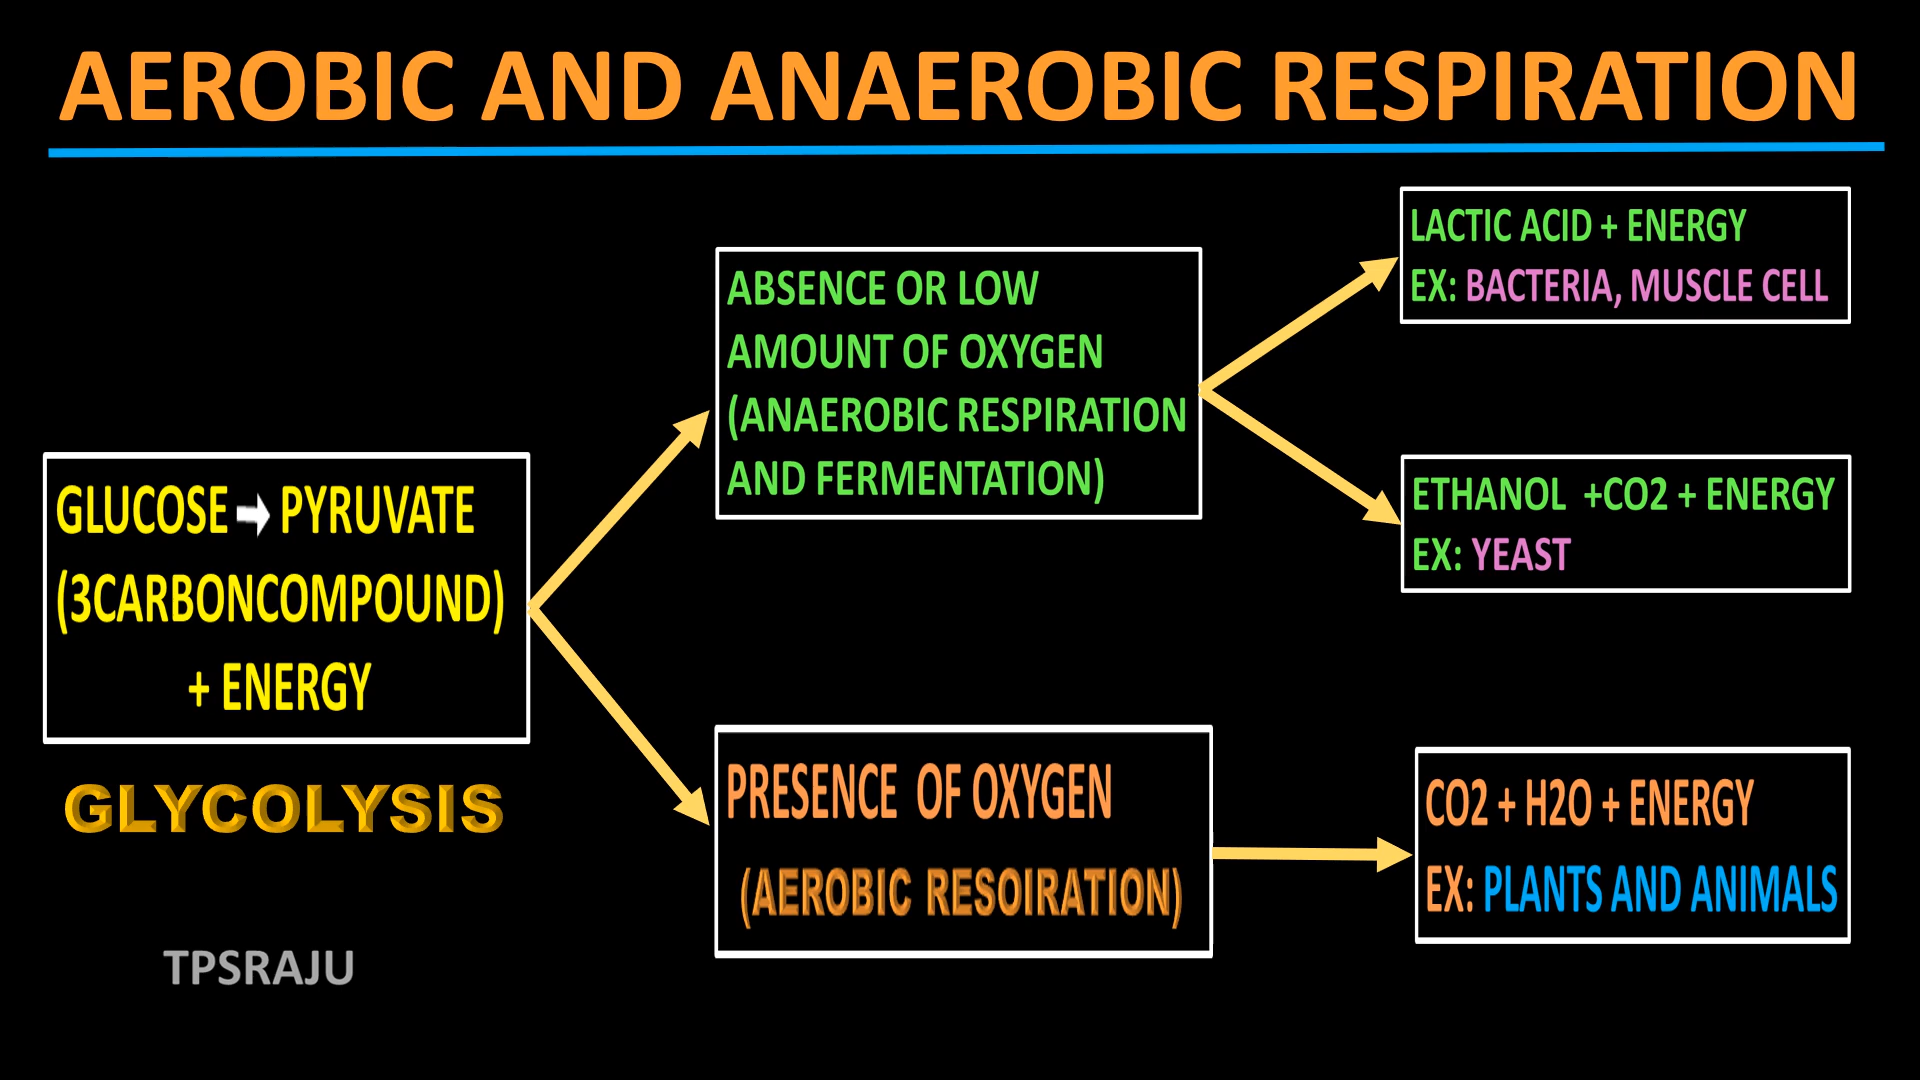 AEROBIC AND ANAEROBIC RESPIRATION
GLUCOSE PYRUVATE
(3CARBONCOMPOUND)
+ ENERGY
GLYCOLYSIS
ABSENCE OR LOW
AMOUNT OF OXYGEN
(ANAEROBIC RESPIRATION
AND FERMENTATION)
LACTIC ACID + ENERGY
EX: BACTERIA, MUSCLE CELL
ETHANOL +CO2 + ENERGY
EX: YEAST
PRESENCE OF OXYGEN
(AEROBIC RESOIRATION)
CO2 + H2O + ENERGY
EX: PLANTS AND ANIMALS
TPSRAJU